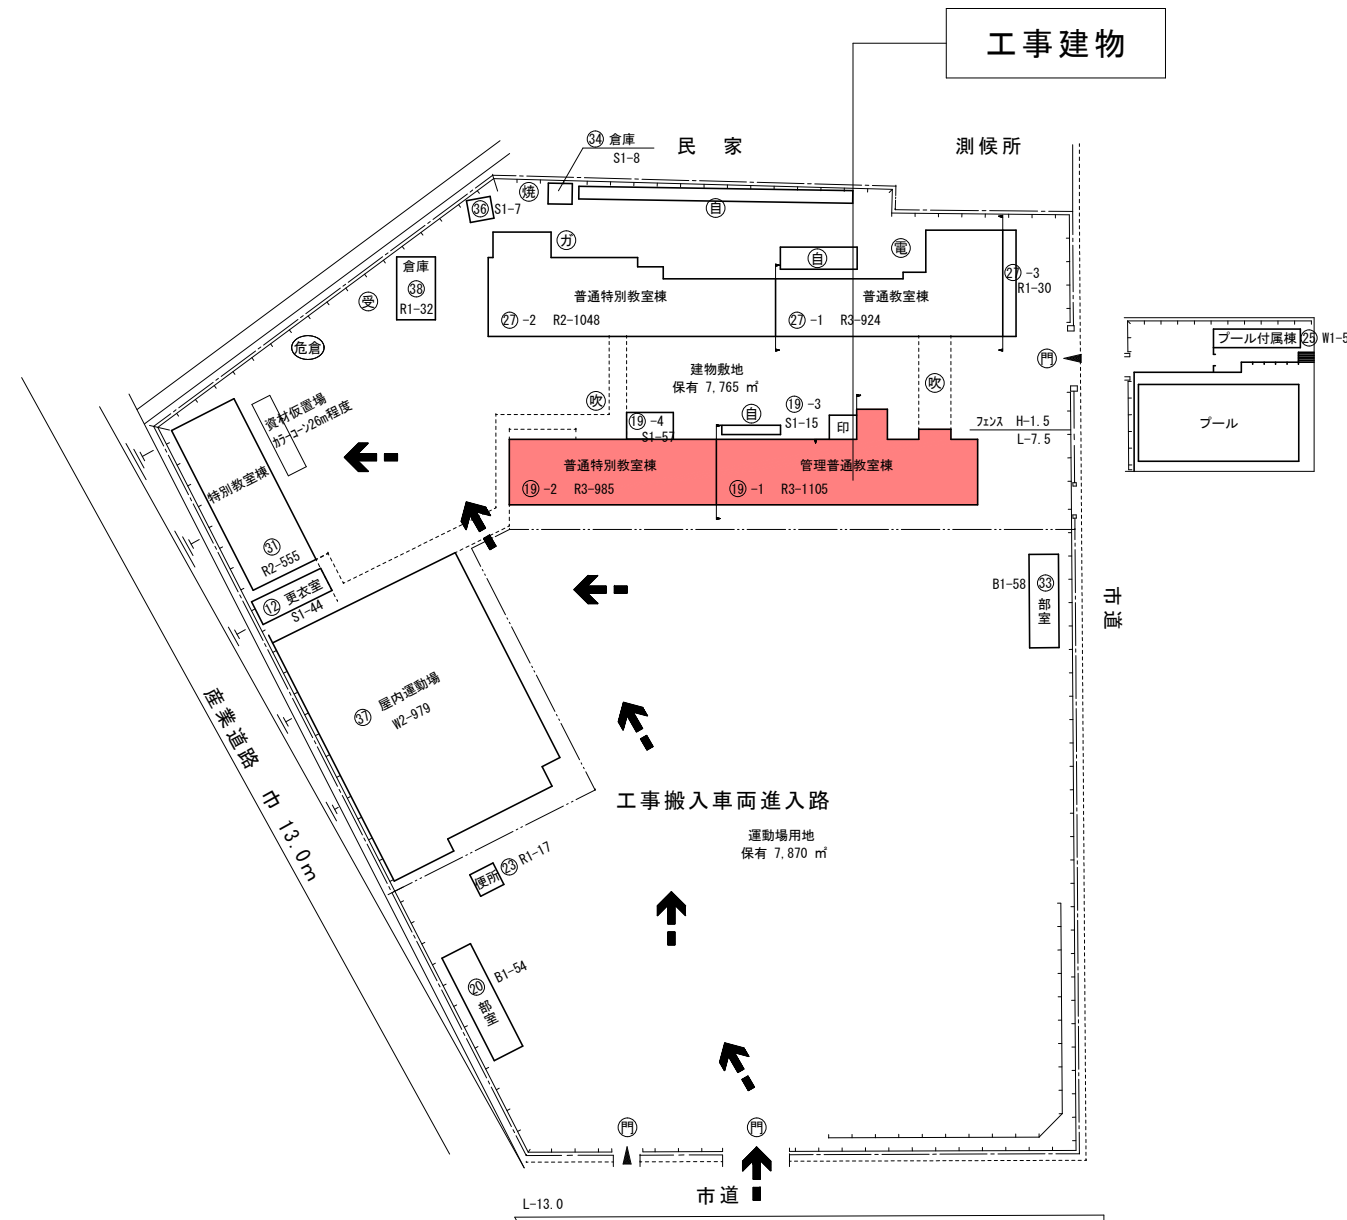 工事建物
㉞ 倉庫
S1-8
民 家
測候所
㊱ S1-7
焼
自
ガ
自
電
倉庫
㊳
R1-32
受
危倉
普通特別教室棟
㉗ -2 R2-1048
普通教室棟
㉗ -1 R3-924
㉗ -3
R1-30
門
プール付属棟 ㉕ W1-5
プール
建物敷地
保有 7,765 ㎡
吹
吹
⑲ -4
S1-57
自
⑲ -3
S1-15
印
フェンス H-1.5
L-7.5
資材仮置場
カラーコーン26m程度
特別教室棟
㉛
R2-555
普通特別教室棟
⑲ -2 R3-985
管理普通教室棟
⑲ -1 R3-1105
⑫ 更衣室
S1-44
B1-58 ㉝
部室
市道
㊲ 屋内運動場
W2-979
産業道路 巾 13.0m
工事搬入車両進入路
運動場用地
保有 7,870 ㎡
便所 ㉓ R1-17
⑳ 部室
B1-54
門
門
市道
L-13.0